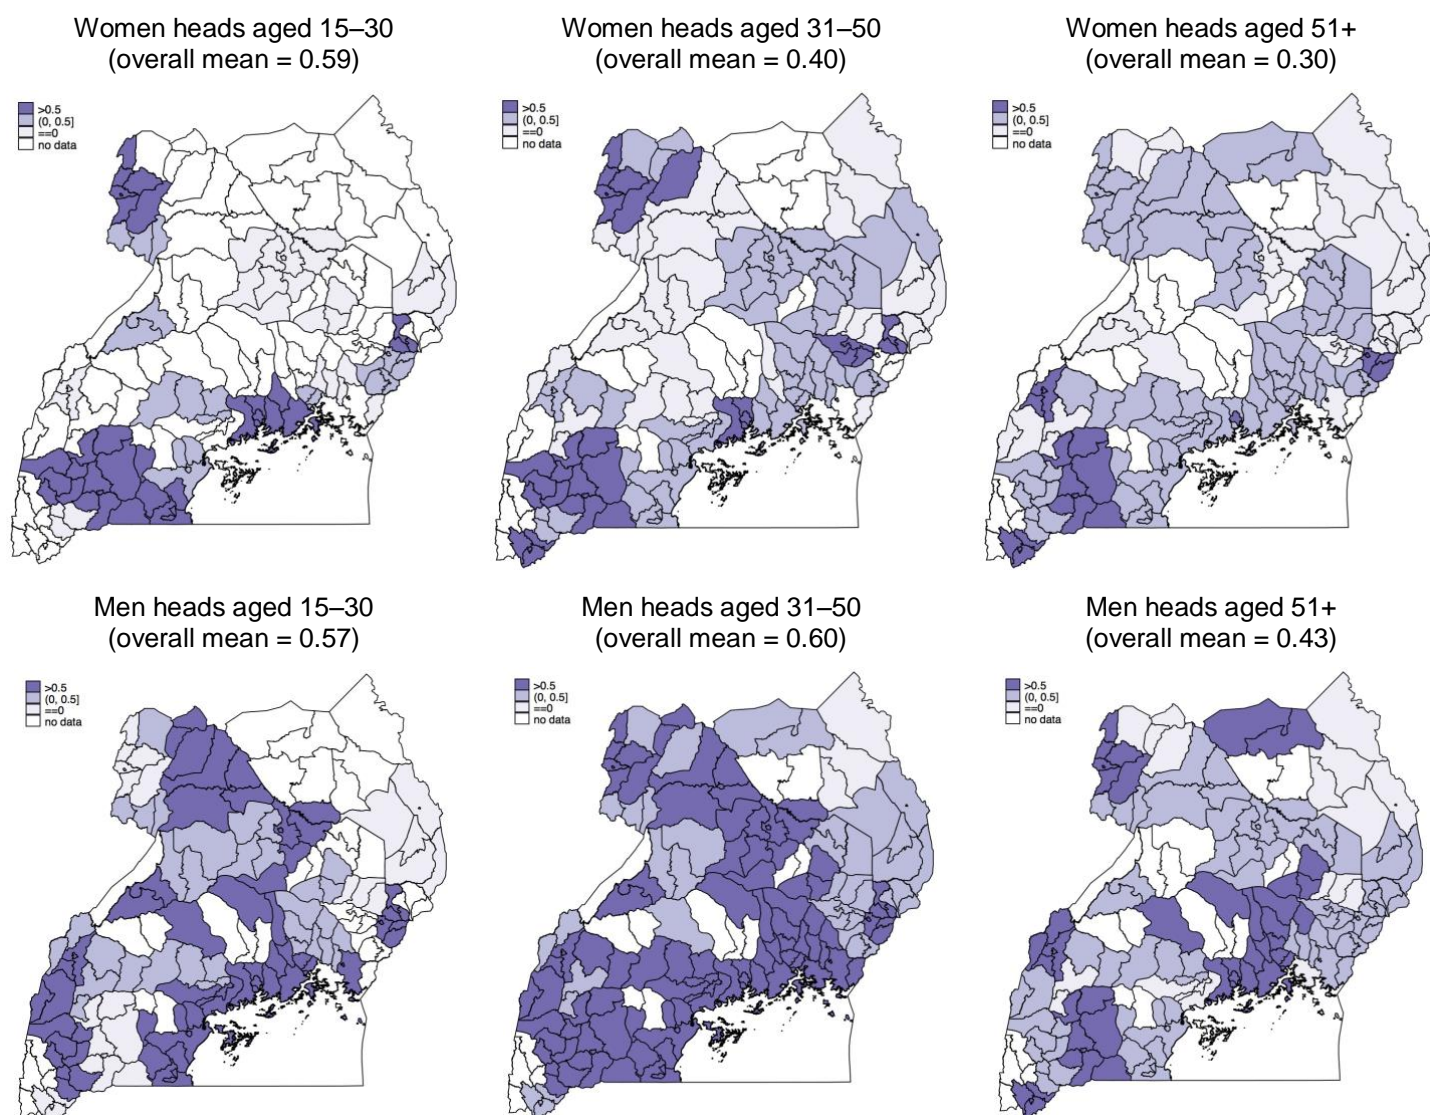 Women heads aged 15–30
(overall mean = 0.59)
>0.5
(0, 0.5]
==0
no data
Women heads aged 31–50
(overall mean = 0.40)
>0.5
(0, 0.5]
==0
no data
Women heads aged 51+
(overall mean = 0.30)
>0.5
(0, 0.5]
==0
no data
Men heads aged 15–30
(overall mean = 0.57)
>0.5
(0, 0.5]
==0
no data
Men heads aged 31–50
(overall mean = 0.60)
>0.5
(0, 0.5]
==0
no data
Men heads aged 51+
(overall mean = 0.43)
>0.5
(0, 0.5]
==0
no data